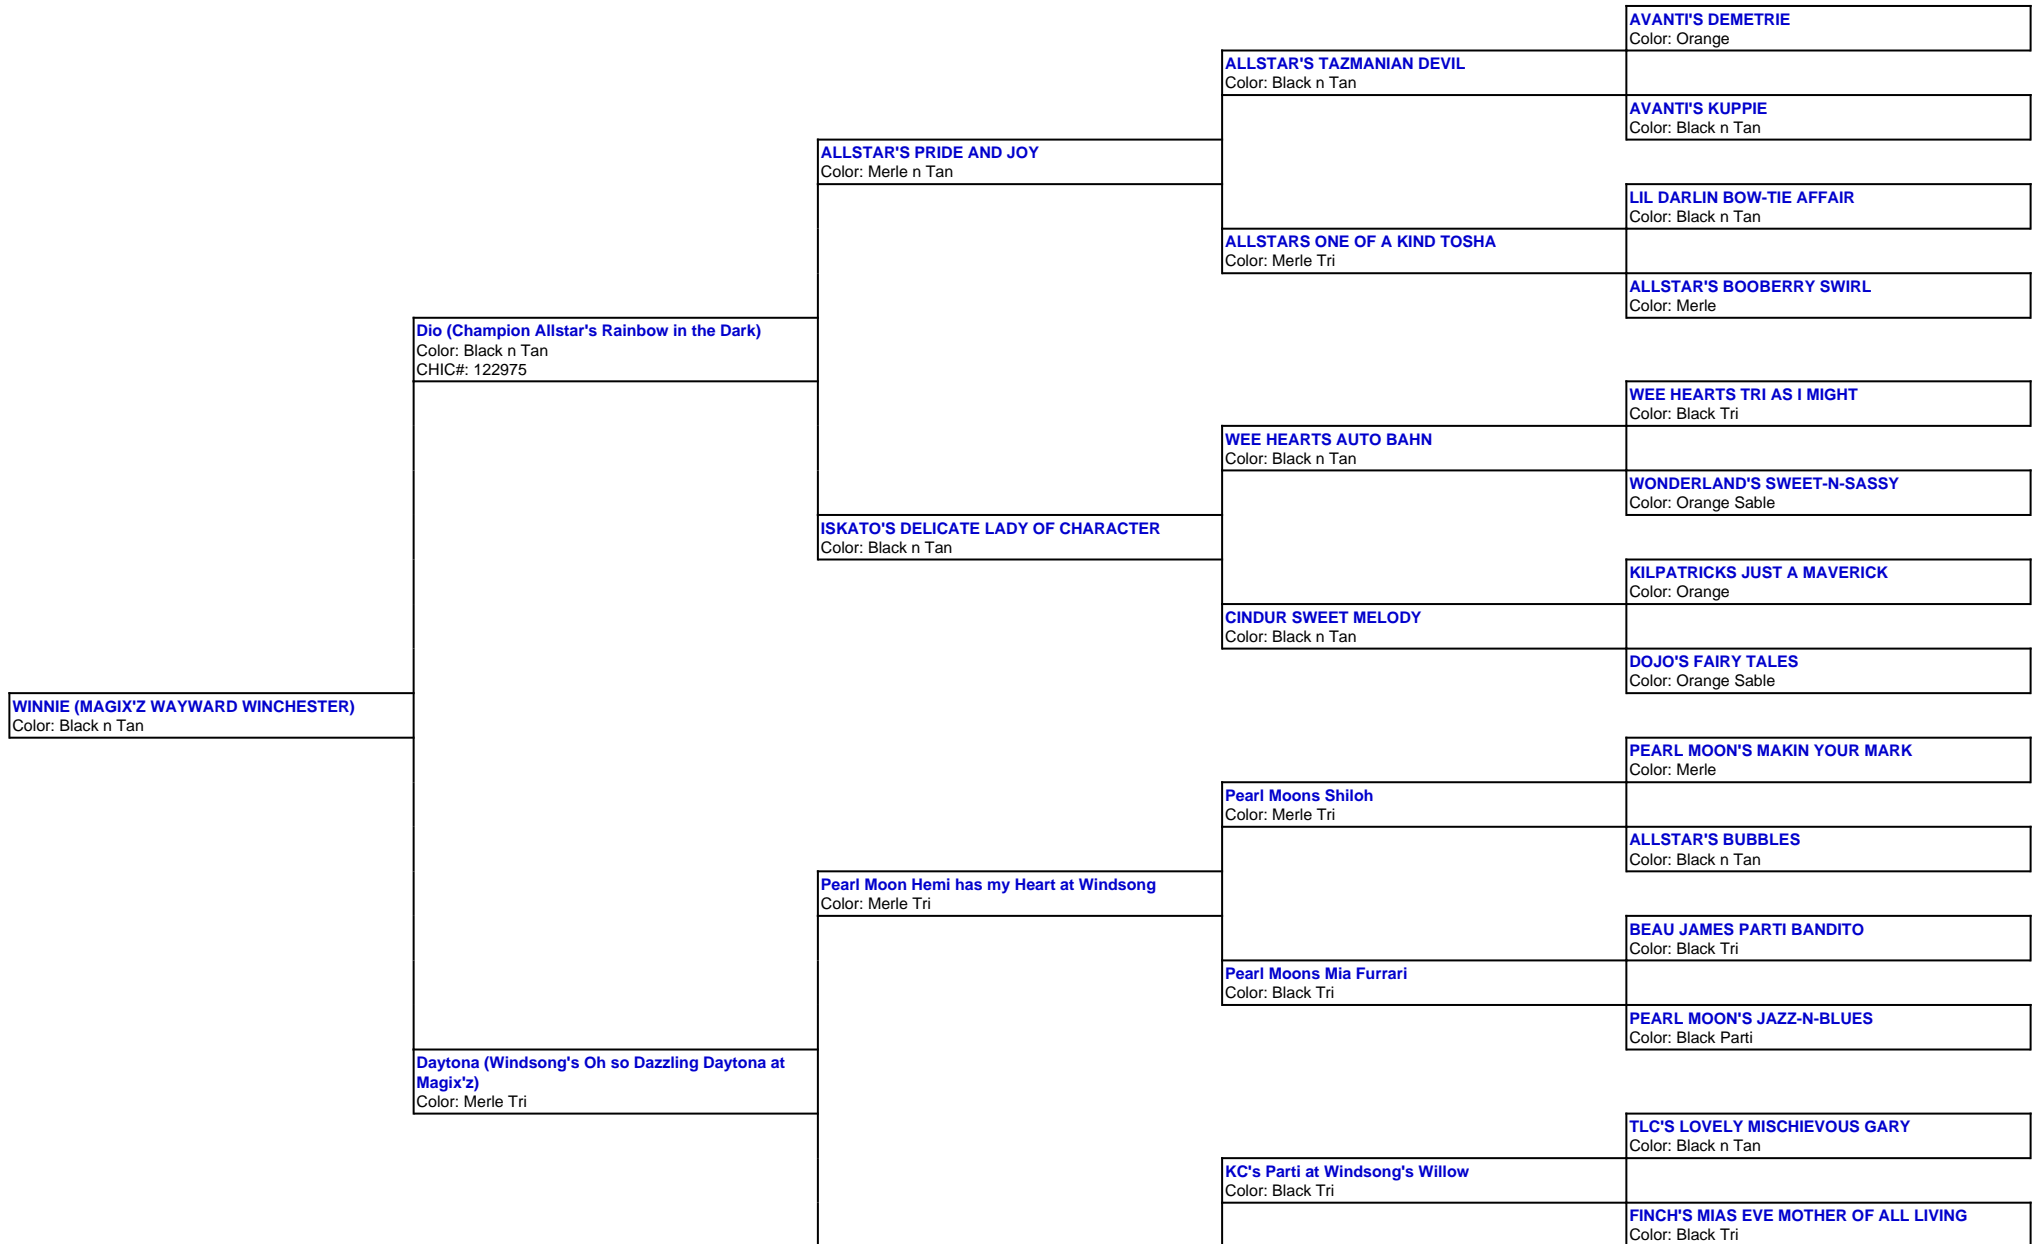 AVANTI'S DEMETRIE
Color: Orange
ALLSTAR'S TAZMANIAN DEVIL
Color: Black n Tan
AVANTI'S KUPPIE
Color: Black n Tan
ALLSTAR'S PRIDE AND JOY
Color: Merle n Tan
LIL DARLIN BOW-TIE AFFAIR
Color: Black n Tan
ALLSTARS ONE OF A KIND TOSHA
Color: Merle Tri
ALLSTAR'S BOOBERRY SWIRL
Color: Merle
Dio (Champion Allstar's Rainbow in the Dark)
Color: Black n Tan
CHIC#: 122975
WEE HEARTS TRI AS I MIGHT
Color: Black Tri
WEE HEARTS AUTO BAHN
Color: Black n Tan
WONDERLAND'S SWEET-N-SASSY
Color: Orange Sable
ISKATO'S DELICATE LADY OF CHARACTER
Color: Black n Tan
KILPATRICKS JUST A MAVERICK
Color: Orange
CINDUR SWEET MELODY
Color: Black n Tan
DOJO'S FAIRY TALES
Color: Orange Sable
WINNIE (MAGIX'Z WAYWARD WINCHESTER)
Color: Black n Tan
PEARL MOON'S MAKIN YOUR MARK
Color: Merle
Pearl Moons Shiloh
Color: Merle Tri
ALLSTAR'S BUBBLES
Color: Black n Tan
Pearl Moon Hemi has my Heart at Windsong
Color: Merle Tri
BEAU JAMES PARTI BANDITO
Color: Black Tri
Pearl Moons Mia Furrari
Color: Black Tri
PEARL MOON'S JAZZ-N-BLUES
Color: Black Parti
Daytona (Windsong's Oh so Dazzling Daytona at
Magix'z)
Color: Merle Tri
TLC'S LOVELY MISCHIEVOUS GARY
Color: Black n Tan
KC's Parti at Windsong's Willow
Color: Black Tri
FINCH'S MIAS EVE MOTHER OF ALL LIVING
Color: Black Tri